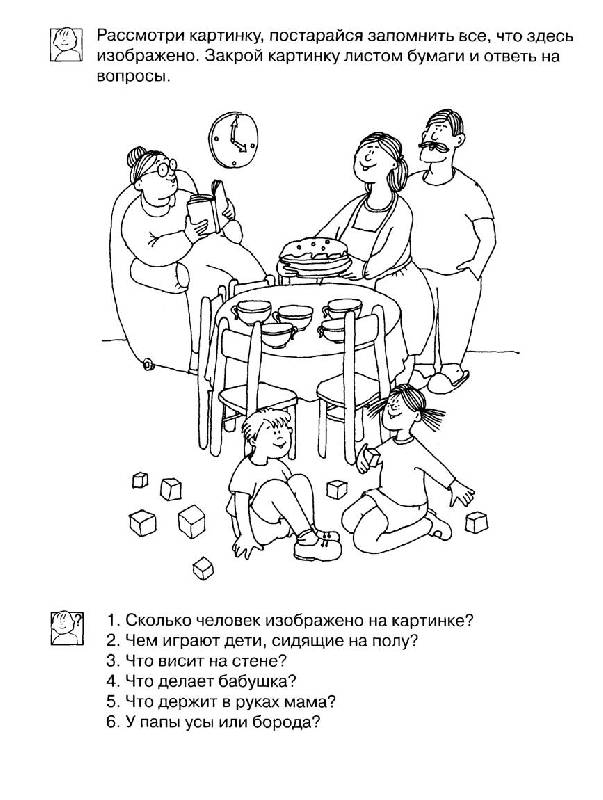 Рассмотри картинку, постарайся запомнить все, что здесь
изображено. Закрой картинку листом бумаги и ответь на
вопросы.
?
1. Сколько человек изображено на картинке?
2. Чем играют дети, сидящие на полу?
3. Что висит на стене?
4. Что делает бабушка?
5. Что держит в руках мама?
6. У папы усы или борода?